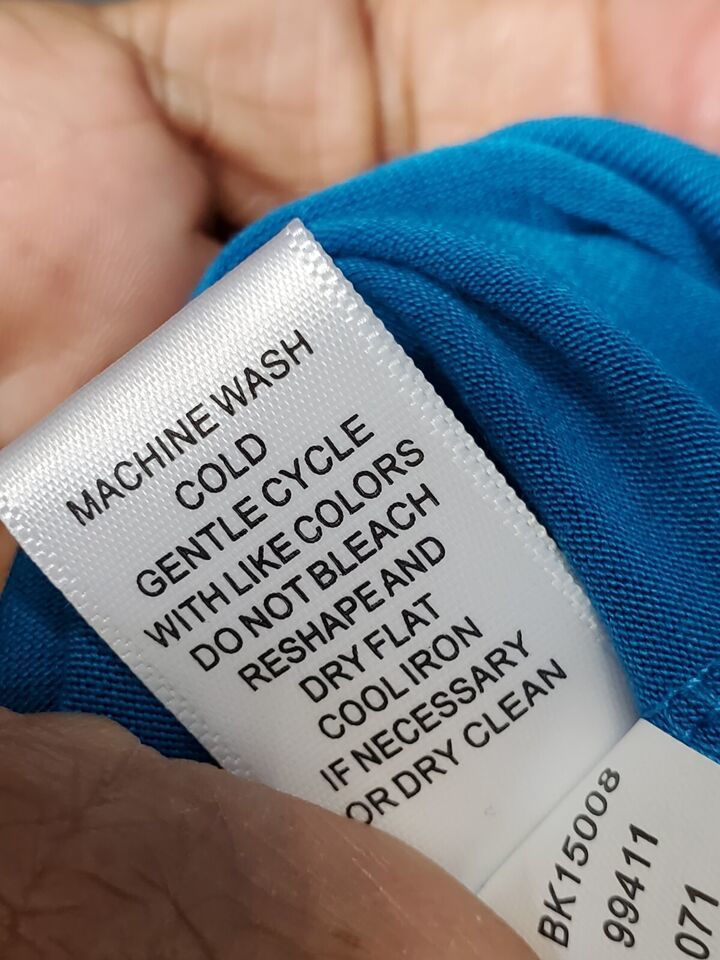 MACHINE WASH
COLD
GENTLE CYCLE
WITH LIKE COLORS
DO NOT BLEACH
RESHAPE AND
DRY FLAT
COOL IRON
IF NECESSARY
OR DRY CLEAN
BK15008
99411
071